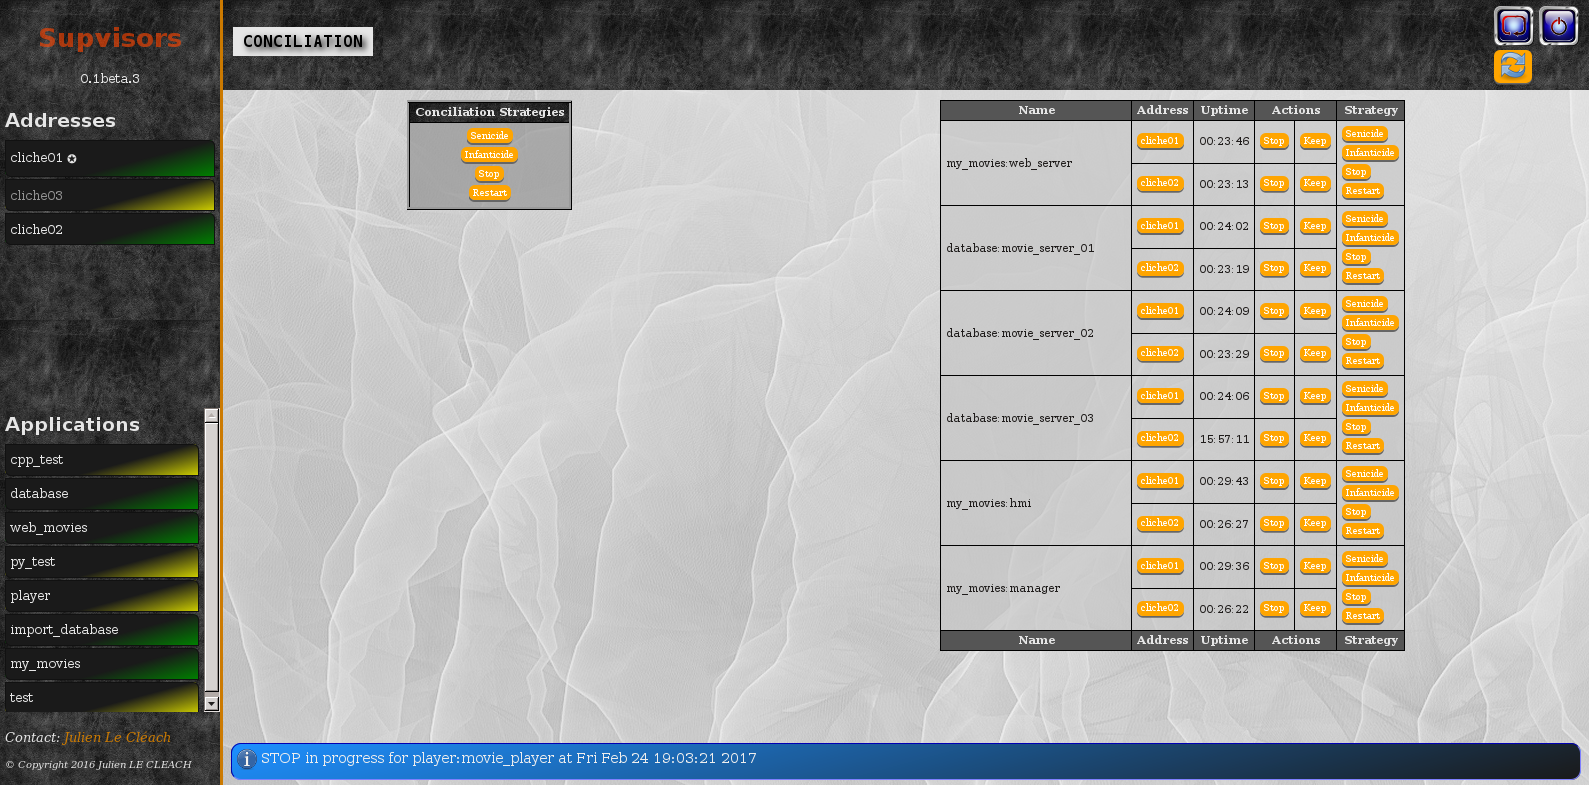 Supvisors
0.1beta.3
Addresses
cliche01 ✪
cliche03
cliche02
Applications
cpp_test
database
web_movies
py_test
player
import_database
my_movies
test
Contact: Julien Le Cléach
© Copyright 2016 Julien LE CLEACH
CONCILIATION
Conciliation Strategies
Senicide
Infanticide
Stop
Restart
Name Address Uptime Actions Strategy
my_movies:web_server
cliche01 00:23:46 Stop Keep
cliche02 00:23:13 Stop Keep
Senicide
Infanticide
Stop
Restart
database:movie_server_01
cliche01 00:24:02 Stop Keep
cliche02 00:23:19 Stop Keep
Senicide
Infanticide
Stop
Restart
database:movie_server_02
cliche01 00:24:09 Stop Keep
cliche02 00:23:29 Stop Keep
Senicide
Infanticide
Stop
Restart
database:movie_server_03
cliche01 00:24:06 Stop Keep
cliche02 15:57:11 Stop Keep
Senicide
Infanticide
Stop
Restart
my_movies:hmi
cliche01 00:29:43 Stop Keep
cliche02 00:26:27 Stop Keep
Senicide
Infanticide
Stop
Restart
my_movies:manager
cliche01 00:29:36 Stop Keep
cliche02 00:26:22 Stop Keep
Senicide
Infanticide
Stop
Restart
Name Address Uptime Actions Strategy
STOP in progress for player:movie_player at Fri Feb 24 19:03:21 2017